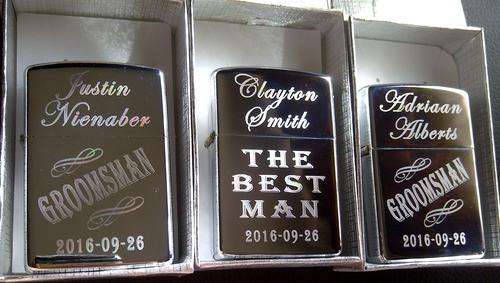 Justin
Nienaber
GROOMSMAN
2016-09-26
Clayton
Smith
THE
BEST
MAN
2016-09-26
Adriaan
Alberts
GROOMSMAN
2016-09-26